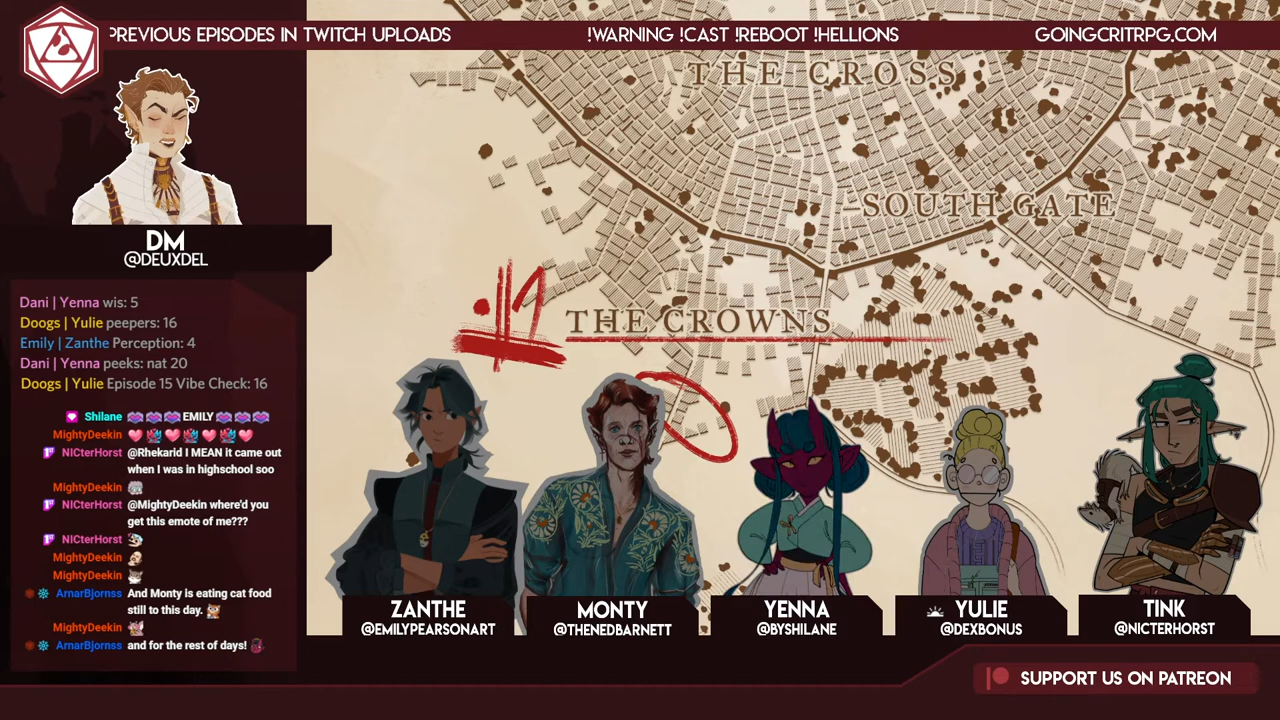 PREVIOUS EPISODES IN TWITCH UPLOADS
!WARNING !CAST !REBOOT !HELLIONS
GOINGCRITRPG.COM
THE CROSS
SOUTH GATE
THE CROWNS
DM
@DEUXDEL
Dani | Yenna wis: 5
Doogs | Yulie peepers: 16
Emily | Zanthe Perception: 4
Dani | Yenna peeks: nat 20
Doogs | Yulie Episode 15 Vibe Check: 16
Shilane EMILY
MightyDeekin
NICterHorst @Rhekarid I MEAN it came out
when I was in highschool soo
MightyDeekin
NICterHorst @MightyDeekin where'd you
get this emote of me???
NICterHorst
MightyDeekin
MightyDeekin
ArnarBjornss And Monty is eating cat food
still to this day.
MightyDeekin
ArnarBjornss and for the rest of days!
ZANTHE
@EMILYPEARSONART
MONTY
@THENEDBARNETT
YENNA
@BYSHILANE
YULIE
@DEXBONUS
TINK
@NICTERHORST
SUPPORT US ON PATREON